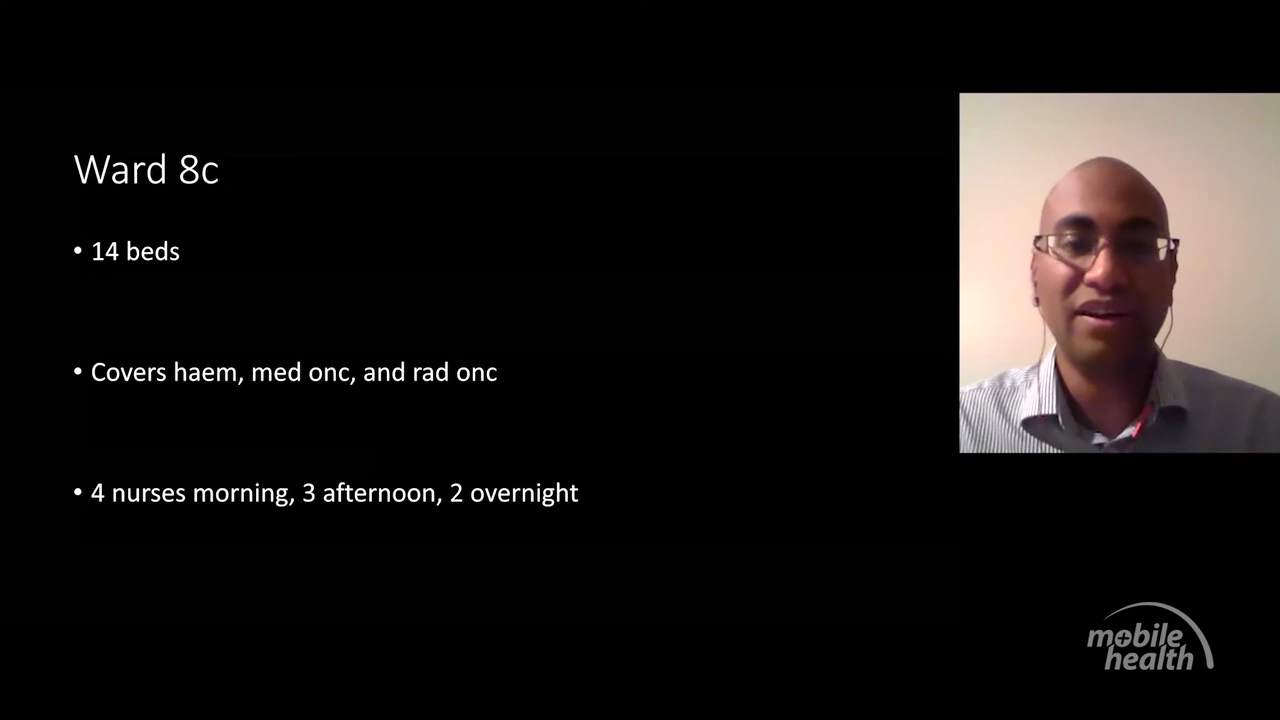 Ward 8c
• 14 beds
• Covers haem, med onc, and rad onc
• 4 nurses morning, 3 afternoon, 2 overnight
mobile
health